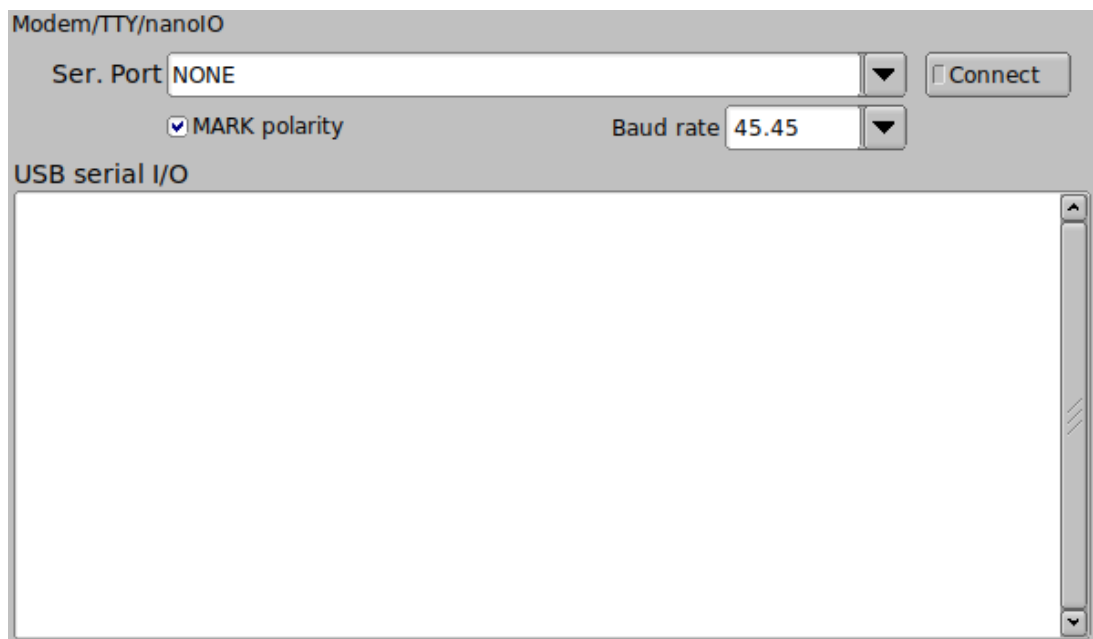 Modem/TTY/nanoIO
Ser. Port NONE Connect
MARK polarity Baud rate 45.45
USB serial I/O